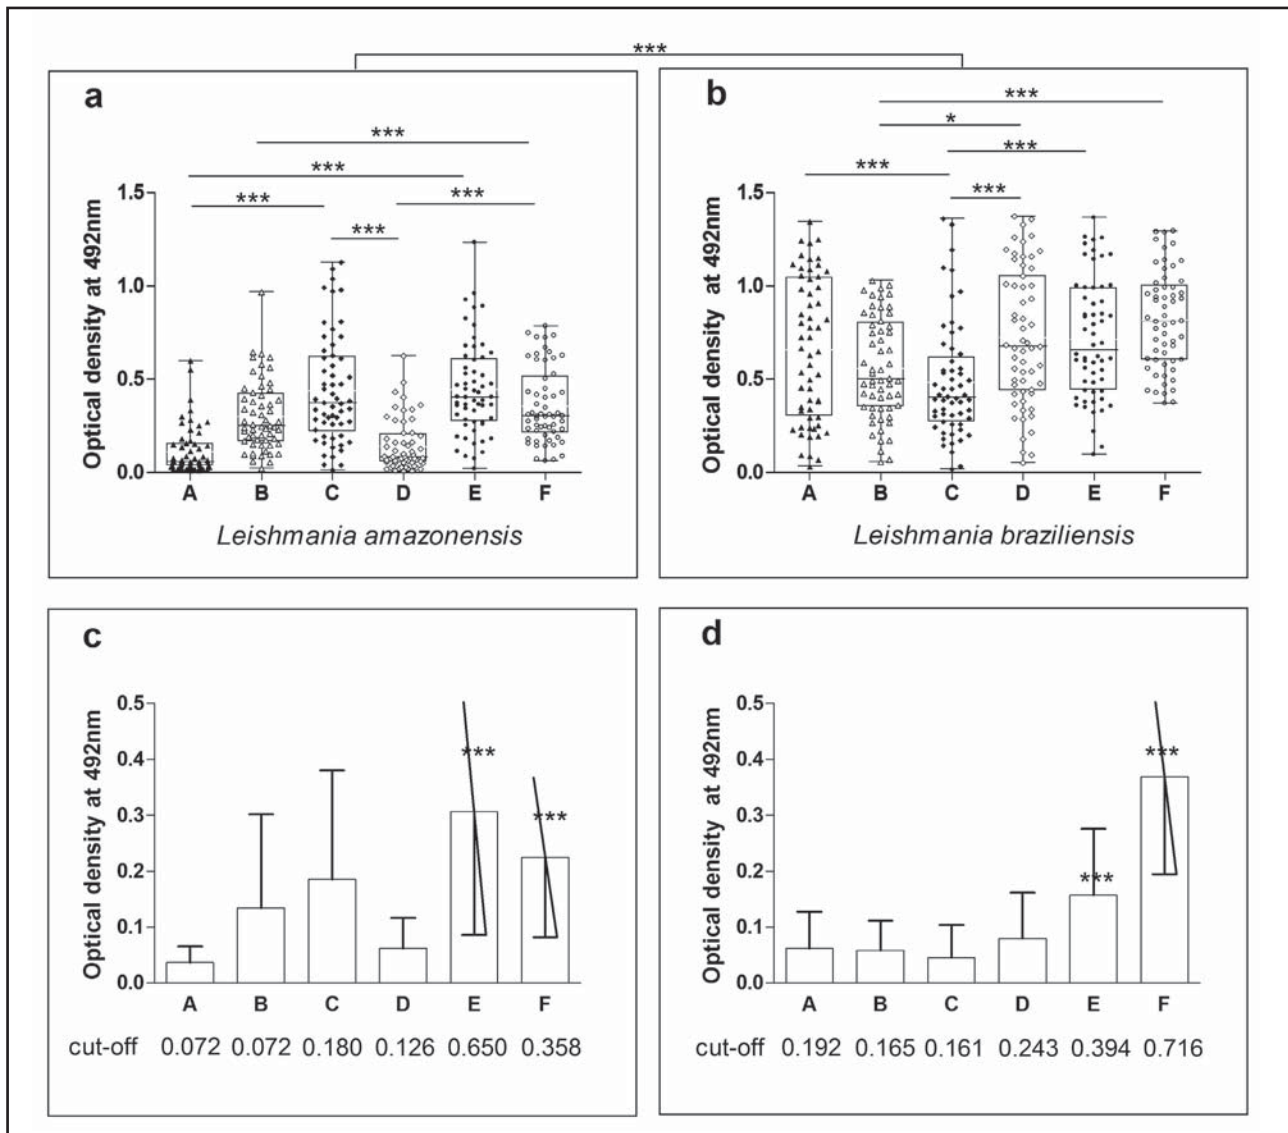 ***
a
***
***
***
***
***
Optical density at 492nm
1.5
1.0
0.5
0.0
A B C D E F
Leishmania amazonensis
b
***
*
***
***
***
Optical density at 492nm
1.5
1.0
0.5
0.0
A B C D E F
Leishmania braziliensis
c
Optical density at 492nm
0.5
0.4
0.3
0.2
0.1
0.0
***
***
A B C D E F
cut-off 0.072 0.072 0.180 0.126 0.650 0.358
d
Optical density at 492nm
0.5
0.4
0.3
0.2
0.1
0.0
***
***
A B C D E F
cut-off 0.192 0.165 0.161 0.243 0.394 0.716